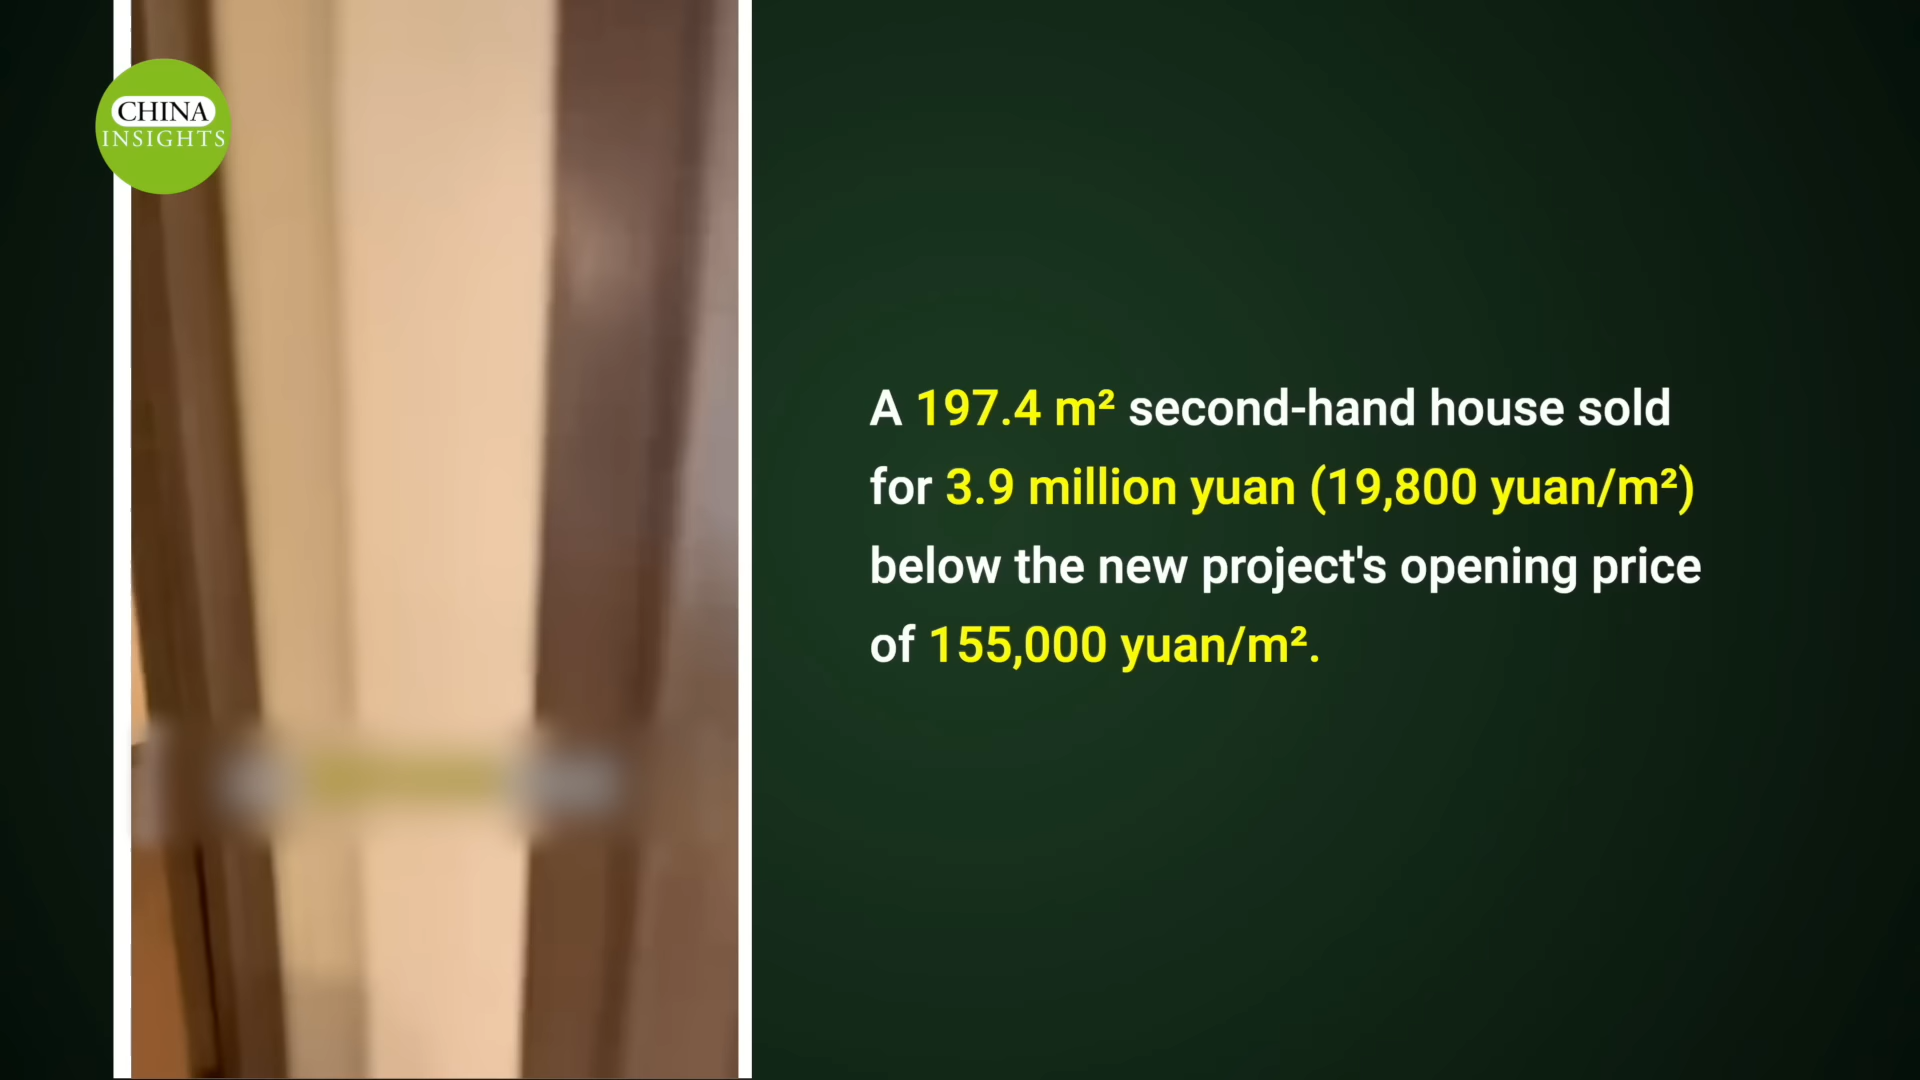 CHINA
INSIGHTS
A 197.4 m² second-hand house sold
for 3.9 million yuan (19,800 yuan/m²)
below the new project's opening price
of 155,000 yuan/m².